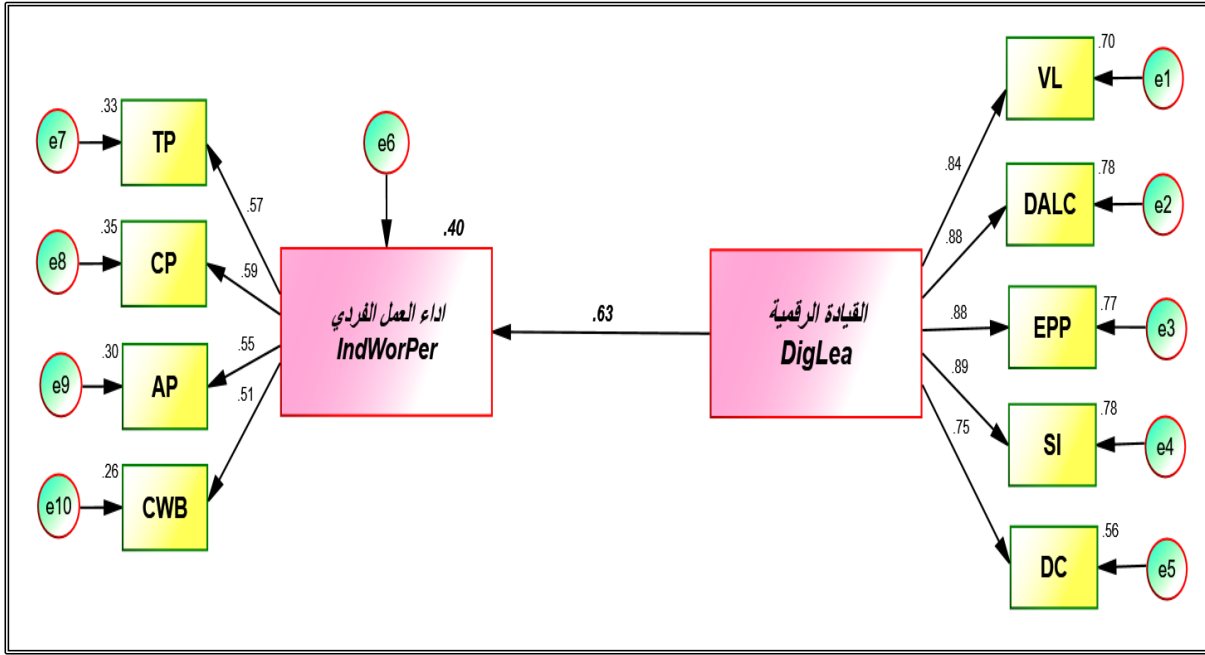 .33
e7
TP
.57
.35
e8
CP
.59
.30
e9
AP
.55
.26
e10
CWB
.51
e6
.40
اداء العمل الفردي
IndWorPer
.63
القيادة الرقمية
DigLea
.84
VL
.70
e1
.88
DALC
.78
e2
.88
EPP
.77
e3
.89
SI
.78
e4
.75
DC
.56
e5